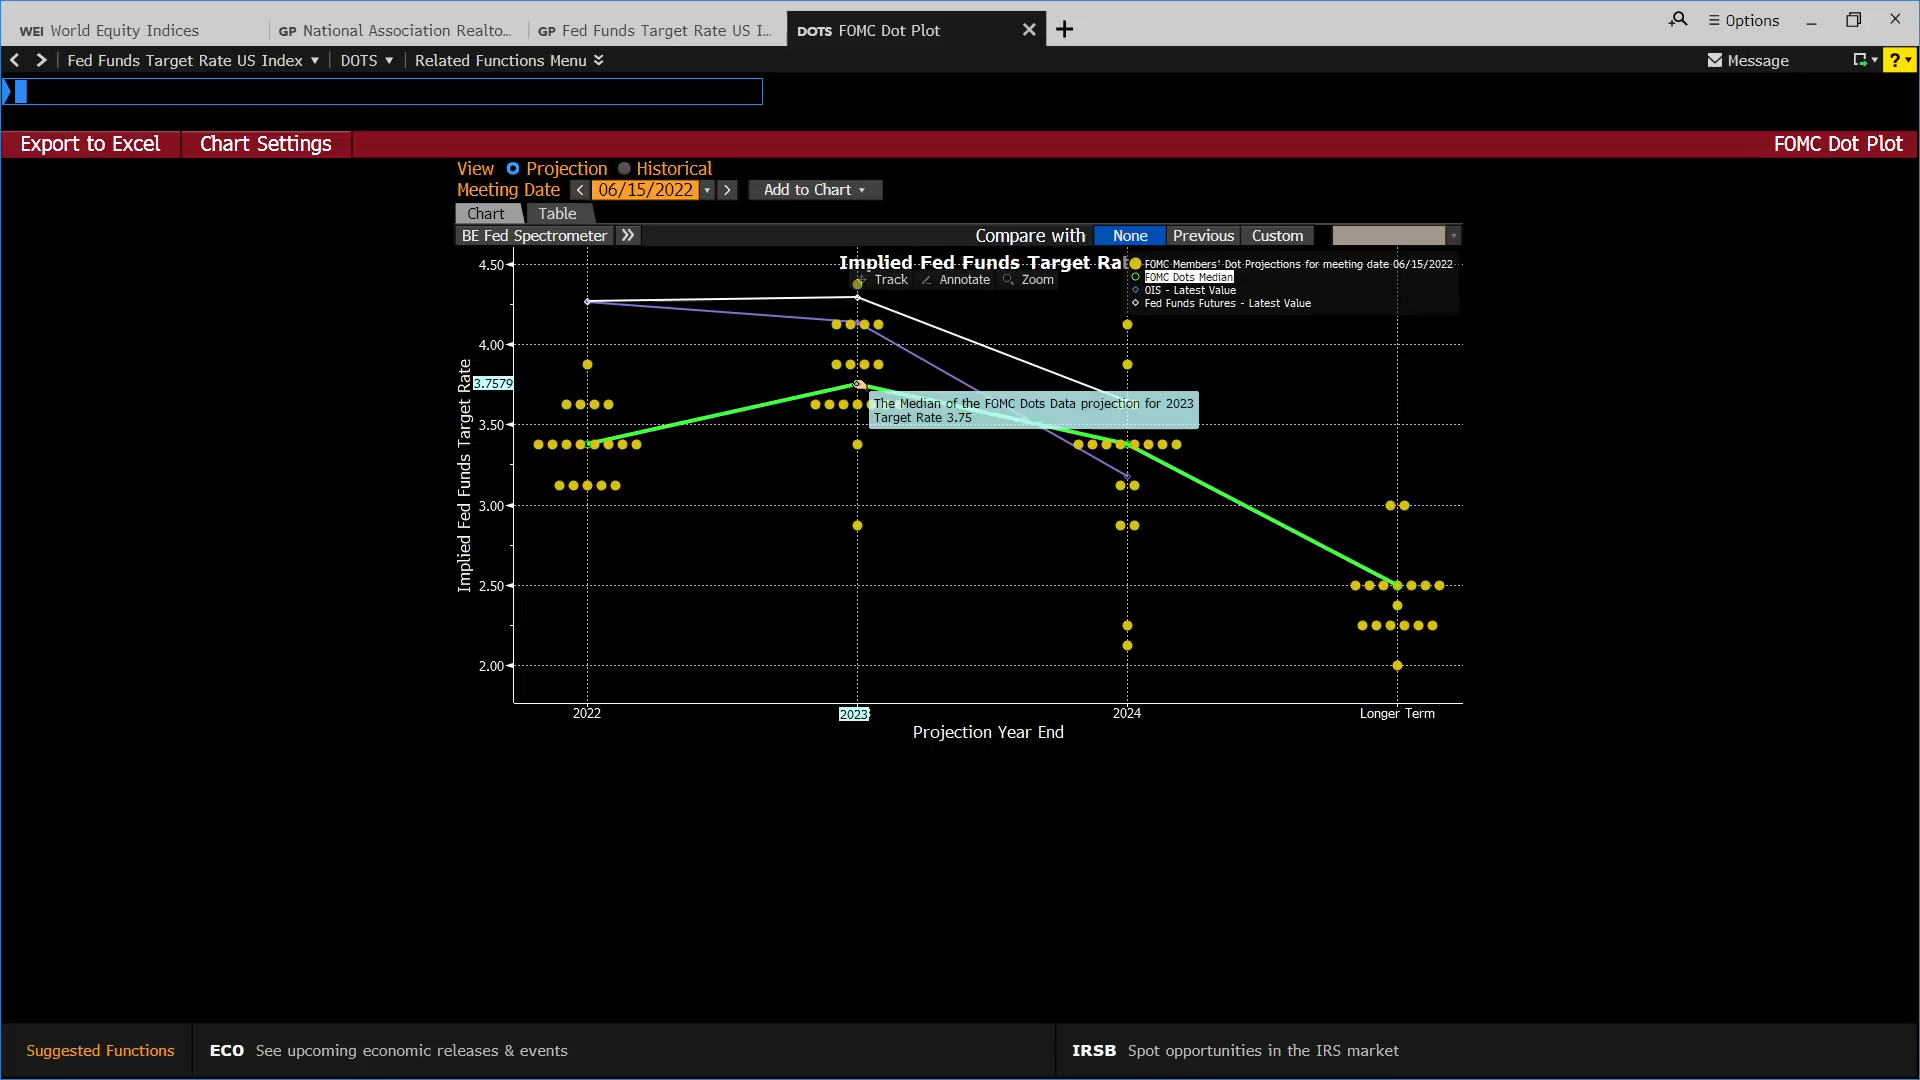 WEI World Equity Indices
GP National Association Realto...
GP Fed Funds Target Rate US I...
DOTS FOMC Dot Plot
Options
Fed Funds Target Rate US Index
DOTS
Related Functions Menu
Message
?
Export to Excel
Chart Settings
FOMC Dot Plot
View Projection Historical
Meeting Date < 06/15/2022 > Add to Chart
Chart Table
BE Fed Spectrometer
Compare with None Previous Custom
Implied Fed Funds Target Ra
Track Annotate Zoom
FOMC Members' Dot Projections for meeting date 06/15/2022
FOMC Dots Median
OIS - Latest Value
Fed Funds Futures - Latest Value
4.50
4.00
3.7579
3.50
3.00
2.50
2.00
Implied Fed Funds Target Rate
The Median of the FOMC Dots Data projection for 2023
Target Rate 3.75
2022
2023
2024
Longer Term
Projection Year End
Suggested Functions
ECO See upcoming economic releases & events
IRSB Spot opportunities in the IRS market